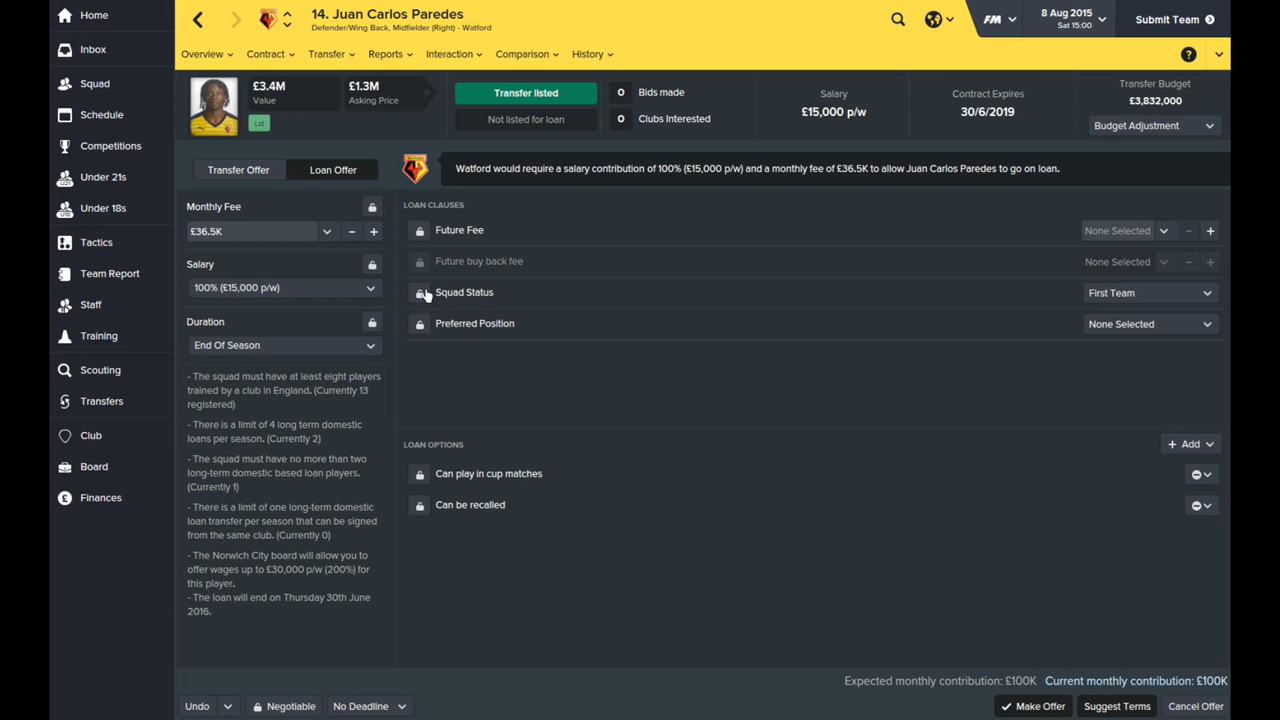 Home
Inbox
Squad
Schedule
Competitions
Under 21s
Under 18s
Tactics
Team Report
Staff
Training
Scouting
Transfers
Club
Board
Finances
14. Juan Carlos Paredes
Defender/Wing Back, Midfielder (Right) - Watford
FM
8 Aug 2015
Sat 15:00
Submit Team
Overview
Contract
Transfer
Reports
Interaction
Comparison
History
£3.4M
Value
Lst
£1.3M
Asking Price
Transfer listed
Not listed for loan
0 Bids made
0 Clubs Interested
Salary
£15,000 p/w
Contract Expires
30/6/2019
Transfer Budget
£3,832,000
Budget Adjustment
Transfer Offer
Loan Offer
Watford would require a salary contribution of 100% (£15,000 p/w) and a monthly fee of £36.5K to allow Juan Carlos Paredes to go on loan.
Monthly Fee
£36.5K
Salary
100% (£15,000 p/w)
Duration
End Of Season
- The squad must have at least eight players
trained by a club in England. (Currently 13
registered)
- There is a limit of 4 long term domestic
loans per season. (Currently 2)
- The squad must have no more than two
long-term domestic based loan players.
(Currently 1)
- There is a limit of one long-term domestic
loan transfer per season that can be signed
from the same club. (Currently 0)
- The Norwich City board will allow you to
offer wages up to £30,000 p/w (200%) for
this player.
- The loan will end on Thursday 30th June
2016.
LOAN CLAUSES
Future Fee
None Selected
Future buy back fee
None Selected
Squad Status
First Team
Preferred Position
None Selected
LOAN OPTIONS
Add
Can play in cup matches
Can be recalled
Expected monthly contribution: £100K Current monthly contribution: £100K
Undo
Negotiable
No Deadline
Make Offer
Suggest Terms
Cancel Offer